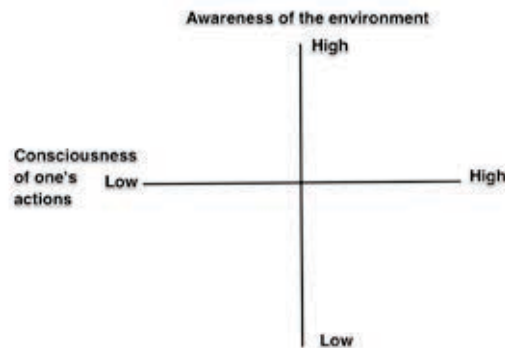 Awareness of the environment
High
Consciousness
of one's
actions
Low
High
Low